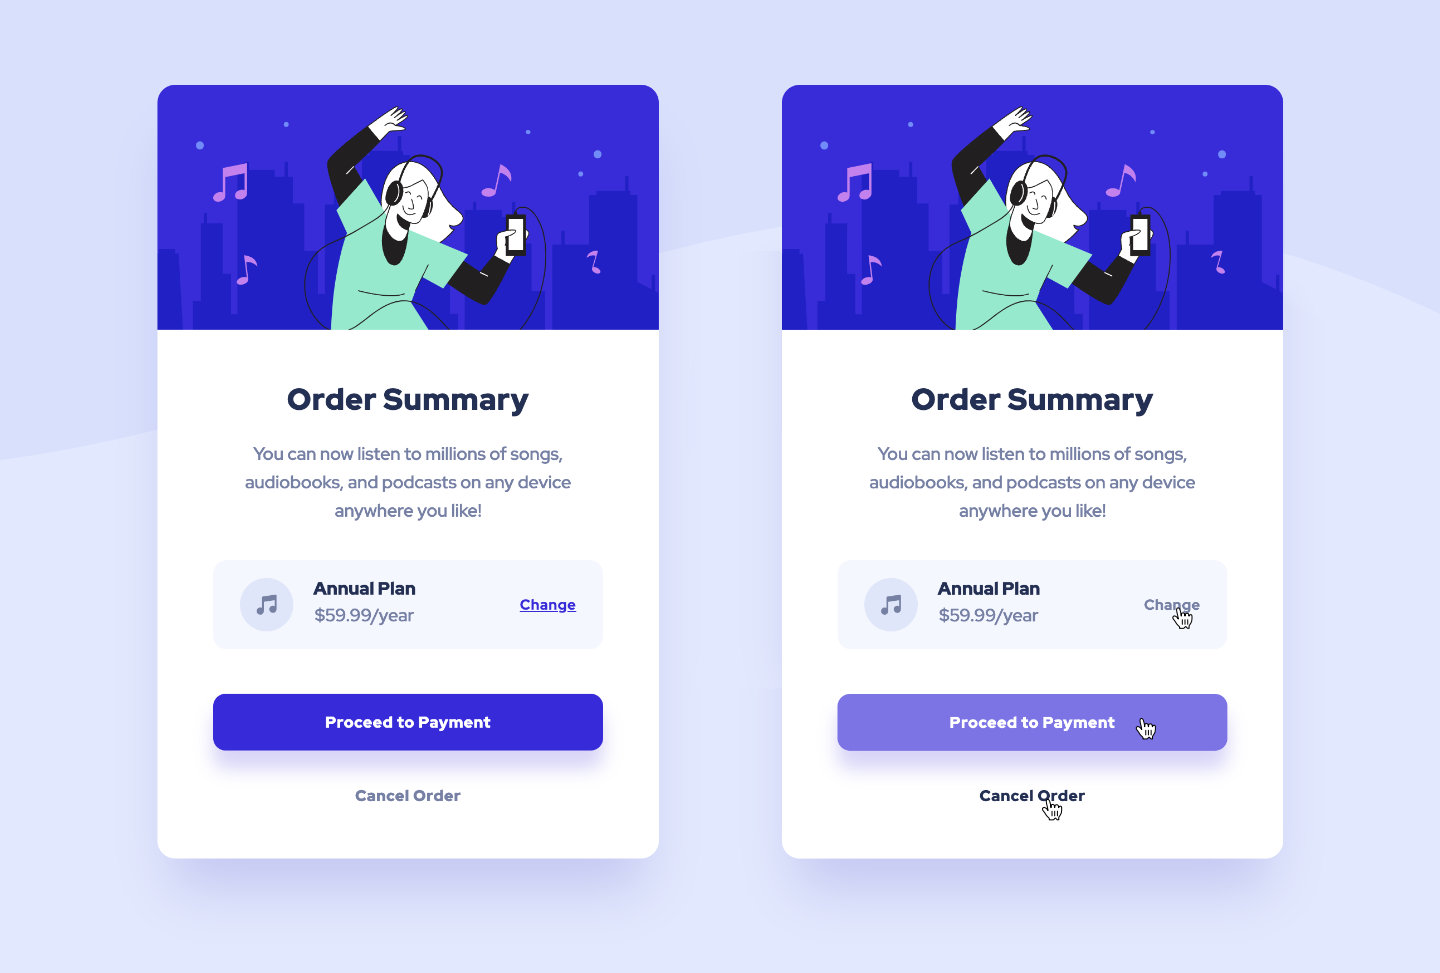 Order Summary
You can now listen to millions of songs,
audiobooks, and podcasts on any device
anywhere you like!
Annual Plan
$59.99/year
Change
Proceed to Payment
Cancel Order
Order Summary
You can now listen to millions of songs,
audiobooks, and podcasts on any device
anywhere you like!
Annual Plan
$59.99/year
Change
Proceed to Payment
Cancel Order